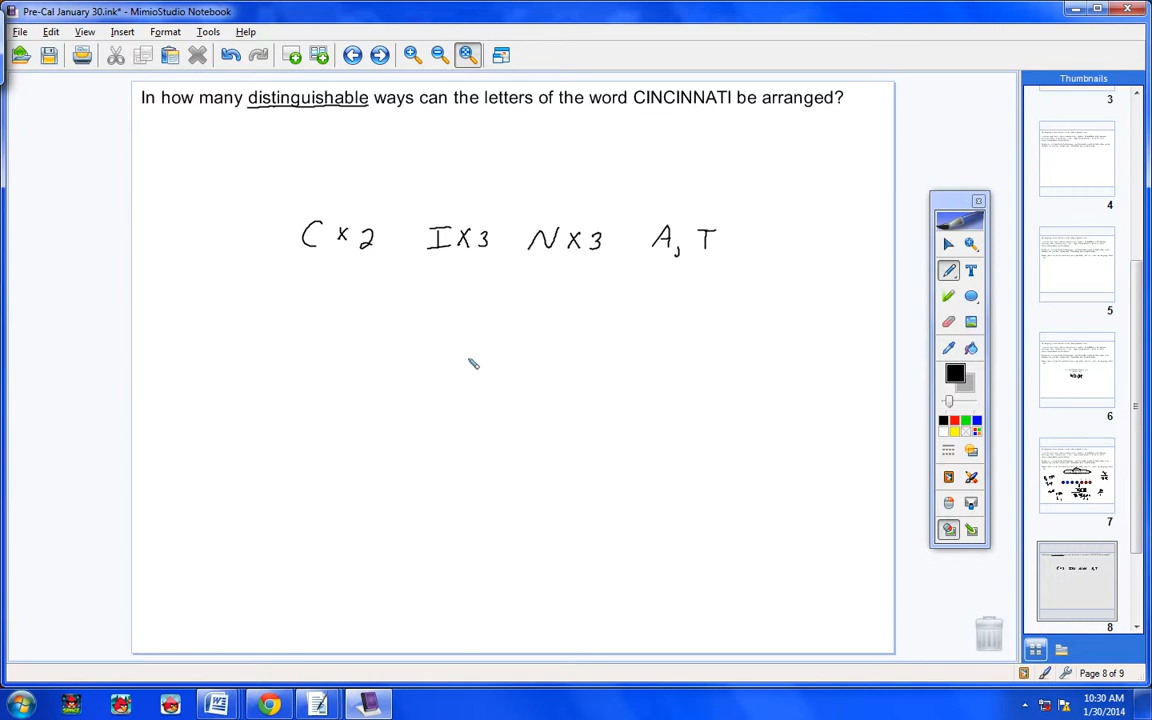 Pre-Cal January 30.ink* - MimioStudio Notebook
File Edit View Insert Format Tools Help
In how many distinguishable ways can the letters of the word CINCINNATI be arranged?
C x 2 I X 3 N X 3 A, T
Thumbnails
3
4
5
6
7
8
Page 8 of 9
10:30 AM
1/30/2014